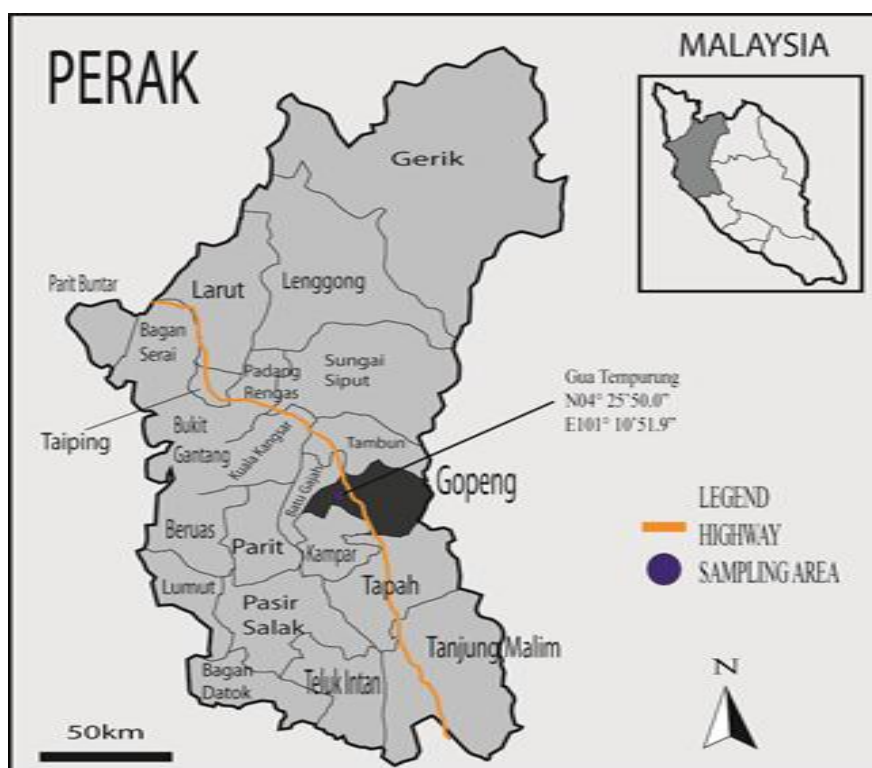 PERAK
MALAYSIA
Gerik
Parit Buntar
Larut
Lenggong
Bagan
Serai
Padang
Rengas
Sungai
Siput
Gua Tempurung
N04° 25'50.0”
E101° 10'51.9”
Taiping
Bukit
Gantang
Kuala Kangsar
Tambun
Batu Gajah
Gopeng
LEGEND
HIGHWAY
SAMPLING AREA
Beruas
Parit
Kampar
Lumut
Tapah
Pasir
Salak
Tanjung Malim
Bagan
Datok
Teluk Intan
N
50km